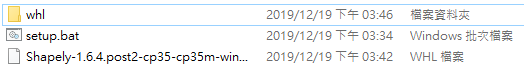 whl 2019/12/19 下午 03:46 檔案資料夾
setup.bat 2019/12/19 下午 03:34 Windows 批次檔案
Shapely-1.6.4.post2-cp35-cp35m-win... 2019/12/19 下午 03:42 WHL 檔案